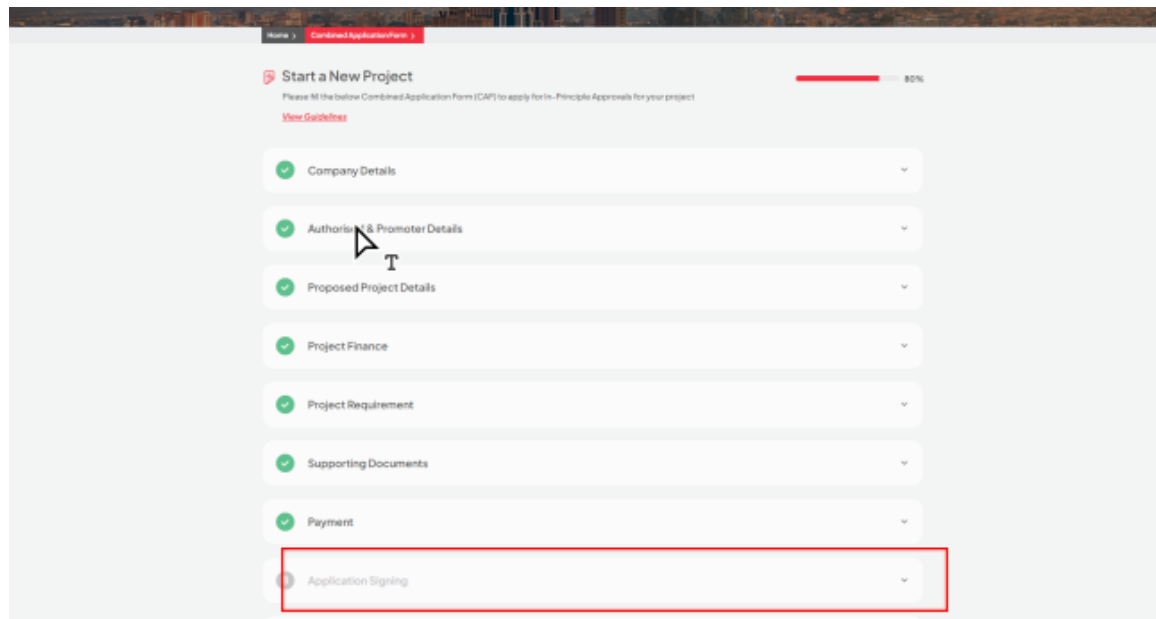 Home >
Combined Application Form >
Start a New Project
80%
Please fill the below Combined Application Form (CAF) to apply for In-Principle Approvals for your project
View Guidelines
Company Details
Authorised & Promoter Details
T
Proposed Project Details
Project Finance
Project Requirement
Supporting Documents
Payment
Application Signing